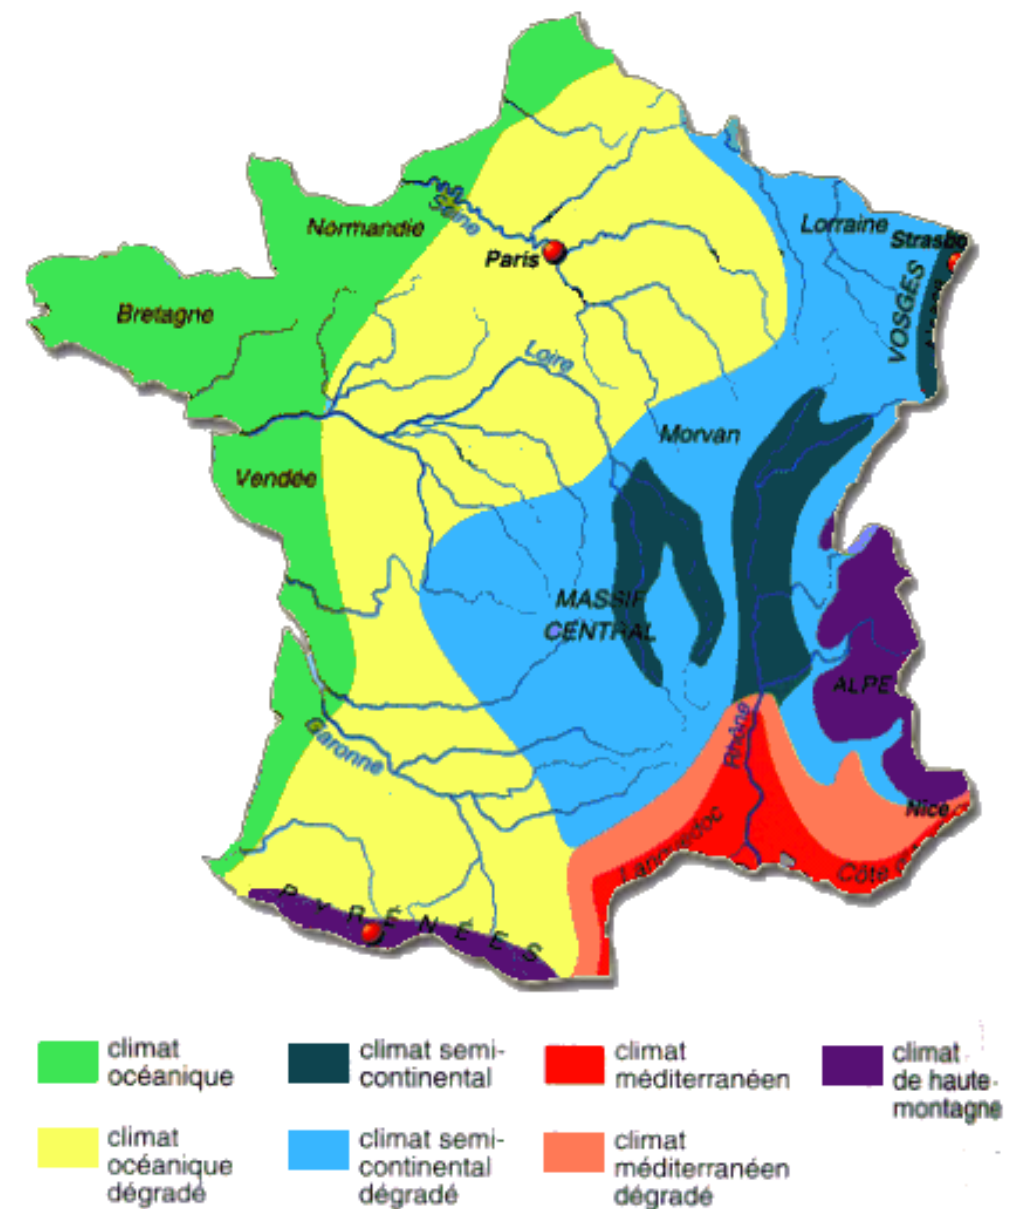 Normandie
Seine
Lorraine
Strasbo
Paris
Bretagne
VOSGES
Loire
Morvan
Vendée
MASSIF
CENTRAL
ALPE
Rhône
Garonne
Nice
Languedoc
Côte
PYRÉNÉES
climat
océanique
climat semi-
continental
climat
méditerranéen
climat
de haute-
montagne
climat
océanique
dégradé
climat semi-
continental
dégradé
climat
méditerranéen
dégradé